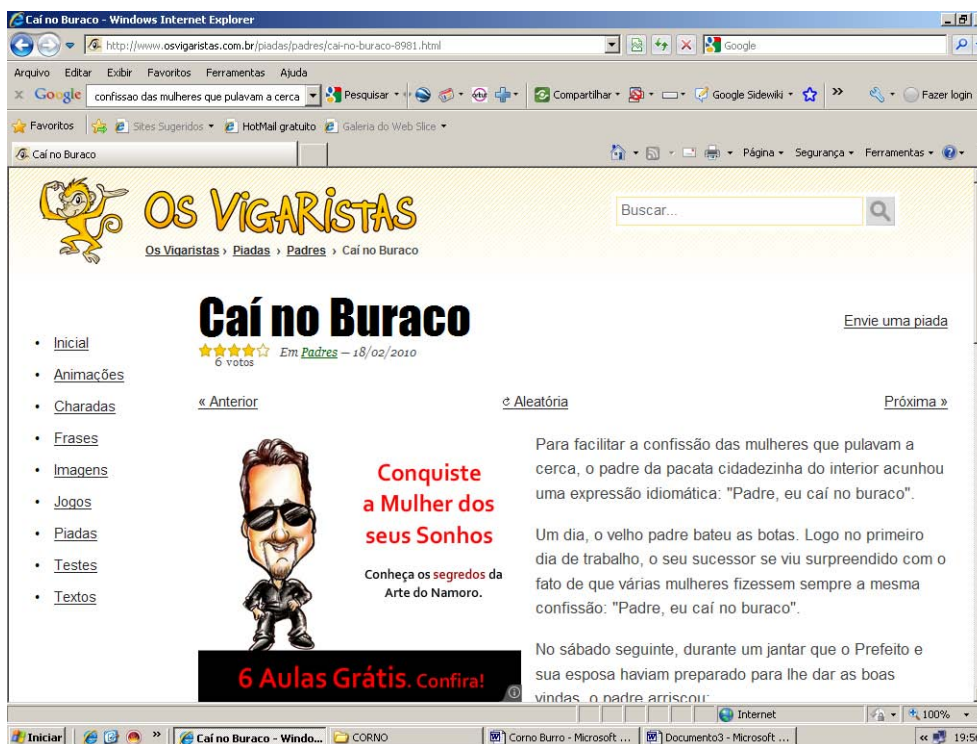 Caí no Buraco - Windows Internet Explorer
http://www.osvigaristas.com.br/piadas/padres/cai-no-buraco-8981.html
Google
Arquivo Editar Exibir Favoritos Ferramentas Ajuda
x Google confissao das mulheres que pulavam a cerca Pesquisar Compartilhar Google Sidewiki » Fazer login
Favoritos Sites Sugeridos HotMail gratuito Galeria do Web Slice
Caí no Buraco Página Segurança Ferramentas
OS ViGARiSTAS
Buscar...
Os Vigaristas › Piadas › Padres › Caí no Buraco
Caí no Buraco
Envie uma piada
6 votos
Em Padres — 18/02/2010
• Inicial
• Animações
• Charadas
• Frases
• Imagens
• Jogos
• Piadas
• Testes
• Textos
« Anterior
Aleatória
Próxima »
Conquiste
a Mulher dos
seus Sonhos
Conheça os segredos da
Arte do Namoro.
6 Aulas Grátis. Confira!
Para facilitar a confissão das mulheres que pulavam a
cerca, o padre da pacata cidadezinha do interior acunhou
uma expressão idiomática: "Padre, eu caí no buraco".
Um dia, o velho padre bateu as botas. Logo no primeiro
dia de trabalho, o seu sucessor se viu surpreendido com o
fato de que várias mulheres fizessem sempre a mesma
confissão: "Padre, eu caí no buraco".
No sábado seguinte, durante um jantar que o Prefeito e
sua esposa haviam preparado para lhe dar as boas
vindas, o padre arriscou:
Internet
100%
Iniciar » Caí no Buraco - Windo... CORNO Corno Burro - Microsoft ... Documento3 - Microsoft ... «